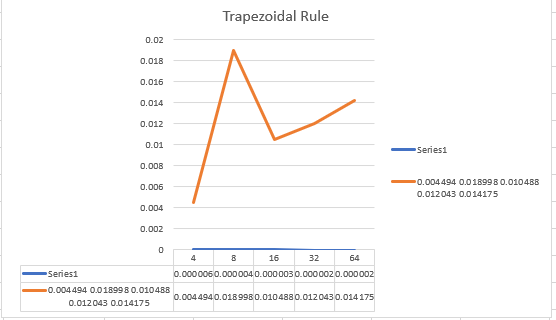 Trapezoidal Rule
0.02
0.018
0.016
0.014
0.012
0.01
0.008
0.006
0.004
0.002
0
Series1
0.004494 0.018998 0.010488
0.012043 0.014175
4 8 16 32 64
Series1 0.000006 0.000004 0.000003 0.000002 0.000002
0.004494 0.018998 0.010488
0.012043 0.014175
0.004494 0.018998 0.010488 0.012043 0.014175